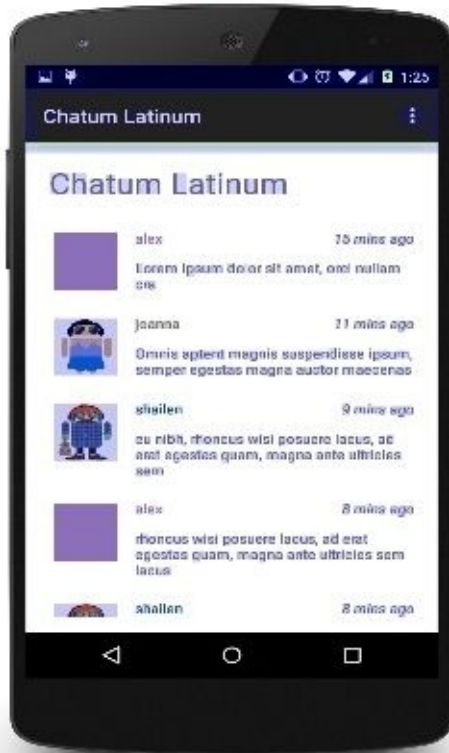 1:25
Chatum Latinum
Chatum Latinum
alex 15 mins ago
Lorem ipsum dolor sit amet, orci nullam
cra
joanna 11 mins ago
Omnis aptent magnis suspendisse ipsum,
semper egestas magna auctor maecenas
shailen 9 mins ago
eu nibh, rhoncus wisi posuere lacus, ad
erat egestas quam, magna ante ultricies
sem
alex 8 mins ago
rhoncus wisi posuere lacus, ad erat
egestas quam, magna ante ultricies sem
lacus
shailen 8 mins ago